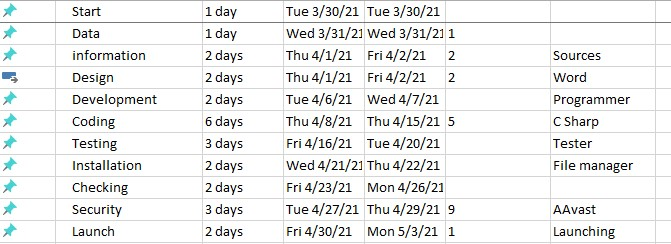 Start 1 day Tue 3/30/21 Tue 3/30/21
Data 1 day Wed 3/31/21 Wed 3/31/21 1
information 2 days Thu 4/1/21 Fri 4/2/21 2 Sources
Design 2 days Thu 4/1/21 Fri 4/2/21 2 Word
Development 2 days Tue 4/6/21 Wed 4/7/21 Programmer
Coding 6 days Thu 4/8/21 Thu 4/15/21 5 C Sharp
Testing 3 days Fri 4/16/21 Tue 4/20/21 Tester
Installation 2 days Wed 4/21/21 Thu 4/22/21 File manager
Checking 2 days Fri 4/23/21 Mon 4/26/21
Security 3 days Tue 4/27/21 Thu 4/29/21 9 AAvast
Launch 2 days Fri 4/30/21 Mon 5/3/21 1 Launching